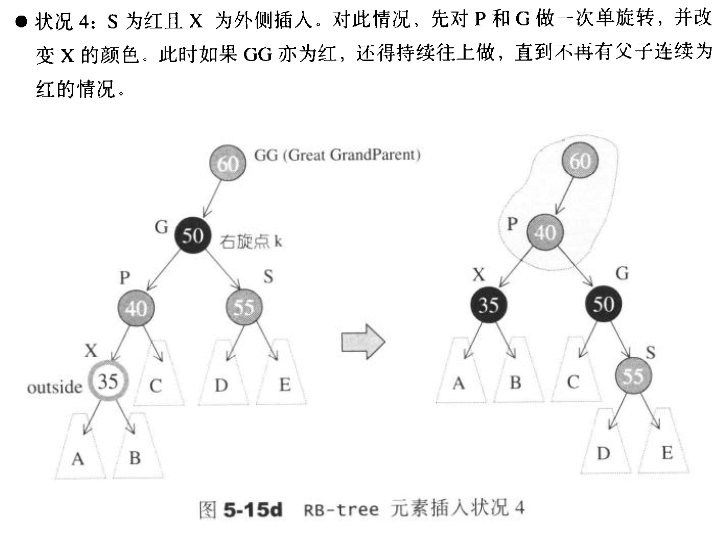 ● 状况 4：S 为红且 X 为外侧插入。对此情况，先对 P 和 G 做一次单旋转，并改
变 X 的颜色。此时如果 GG 亦为红，还得持续往上做，直到不再有父子连续为
红的情况。
60 GG (Great GrandParent) 60
G 50 右旋点 k P 40
P S X G
40 55 35 50
X S
outside 35 C D E A B C 55
A B D E
图 5-15d RB-tree 元素插入状况 4